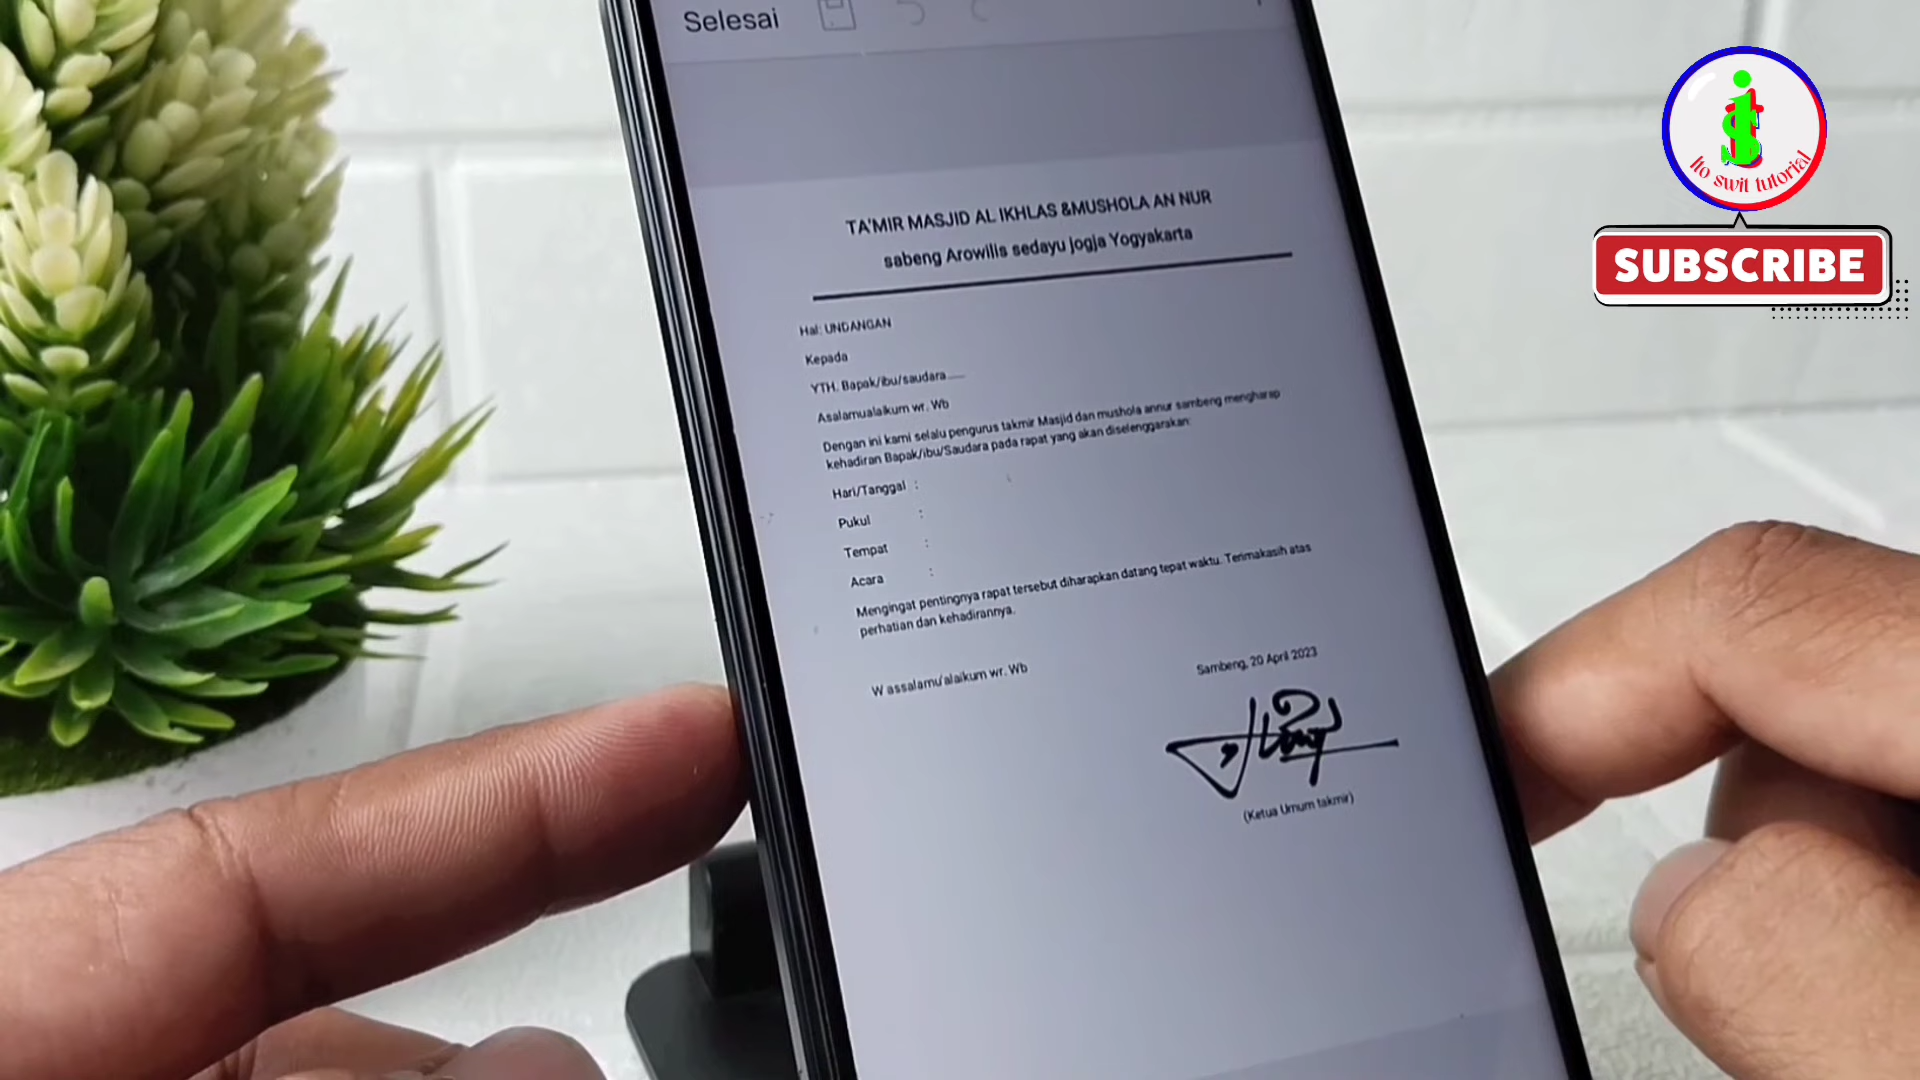 Selesai
TA'MIR MASJID AL IKHLAS &MUSHOLA AN NUR
sabeng Arowilis sedayu jogja Yogyakarta
Hal: UNDANGAN
Kepada
YTH. Bapak/ibu/saudara......
Asalamualaikum wr. Wb
Dengan ini kami selalu pengurus takmir Masjid dan mushola annur sambeng mengharap
kehadiran Bapak/ibu/Saudara pada rapat yang akan diselenggarakan:
Hari/Tanggal :
Pukul :
Tempat :
Acara :
Mengingat pentingnya rapat tersebut diharapkan datang tepat waktu. Terimakasih atas
perhatian dan kehadirannya.
W assalamu'alaikum wr. Wb
Sambeng, 20 April 2023
(Ketua Umum takmir)
ist
Ito swit tutorial
SUBSCRIBE